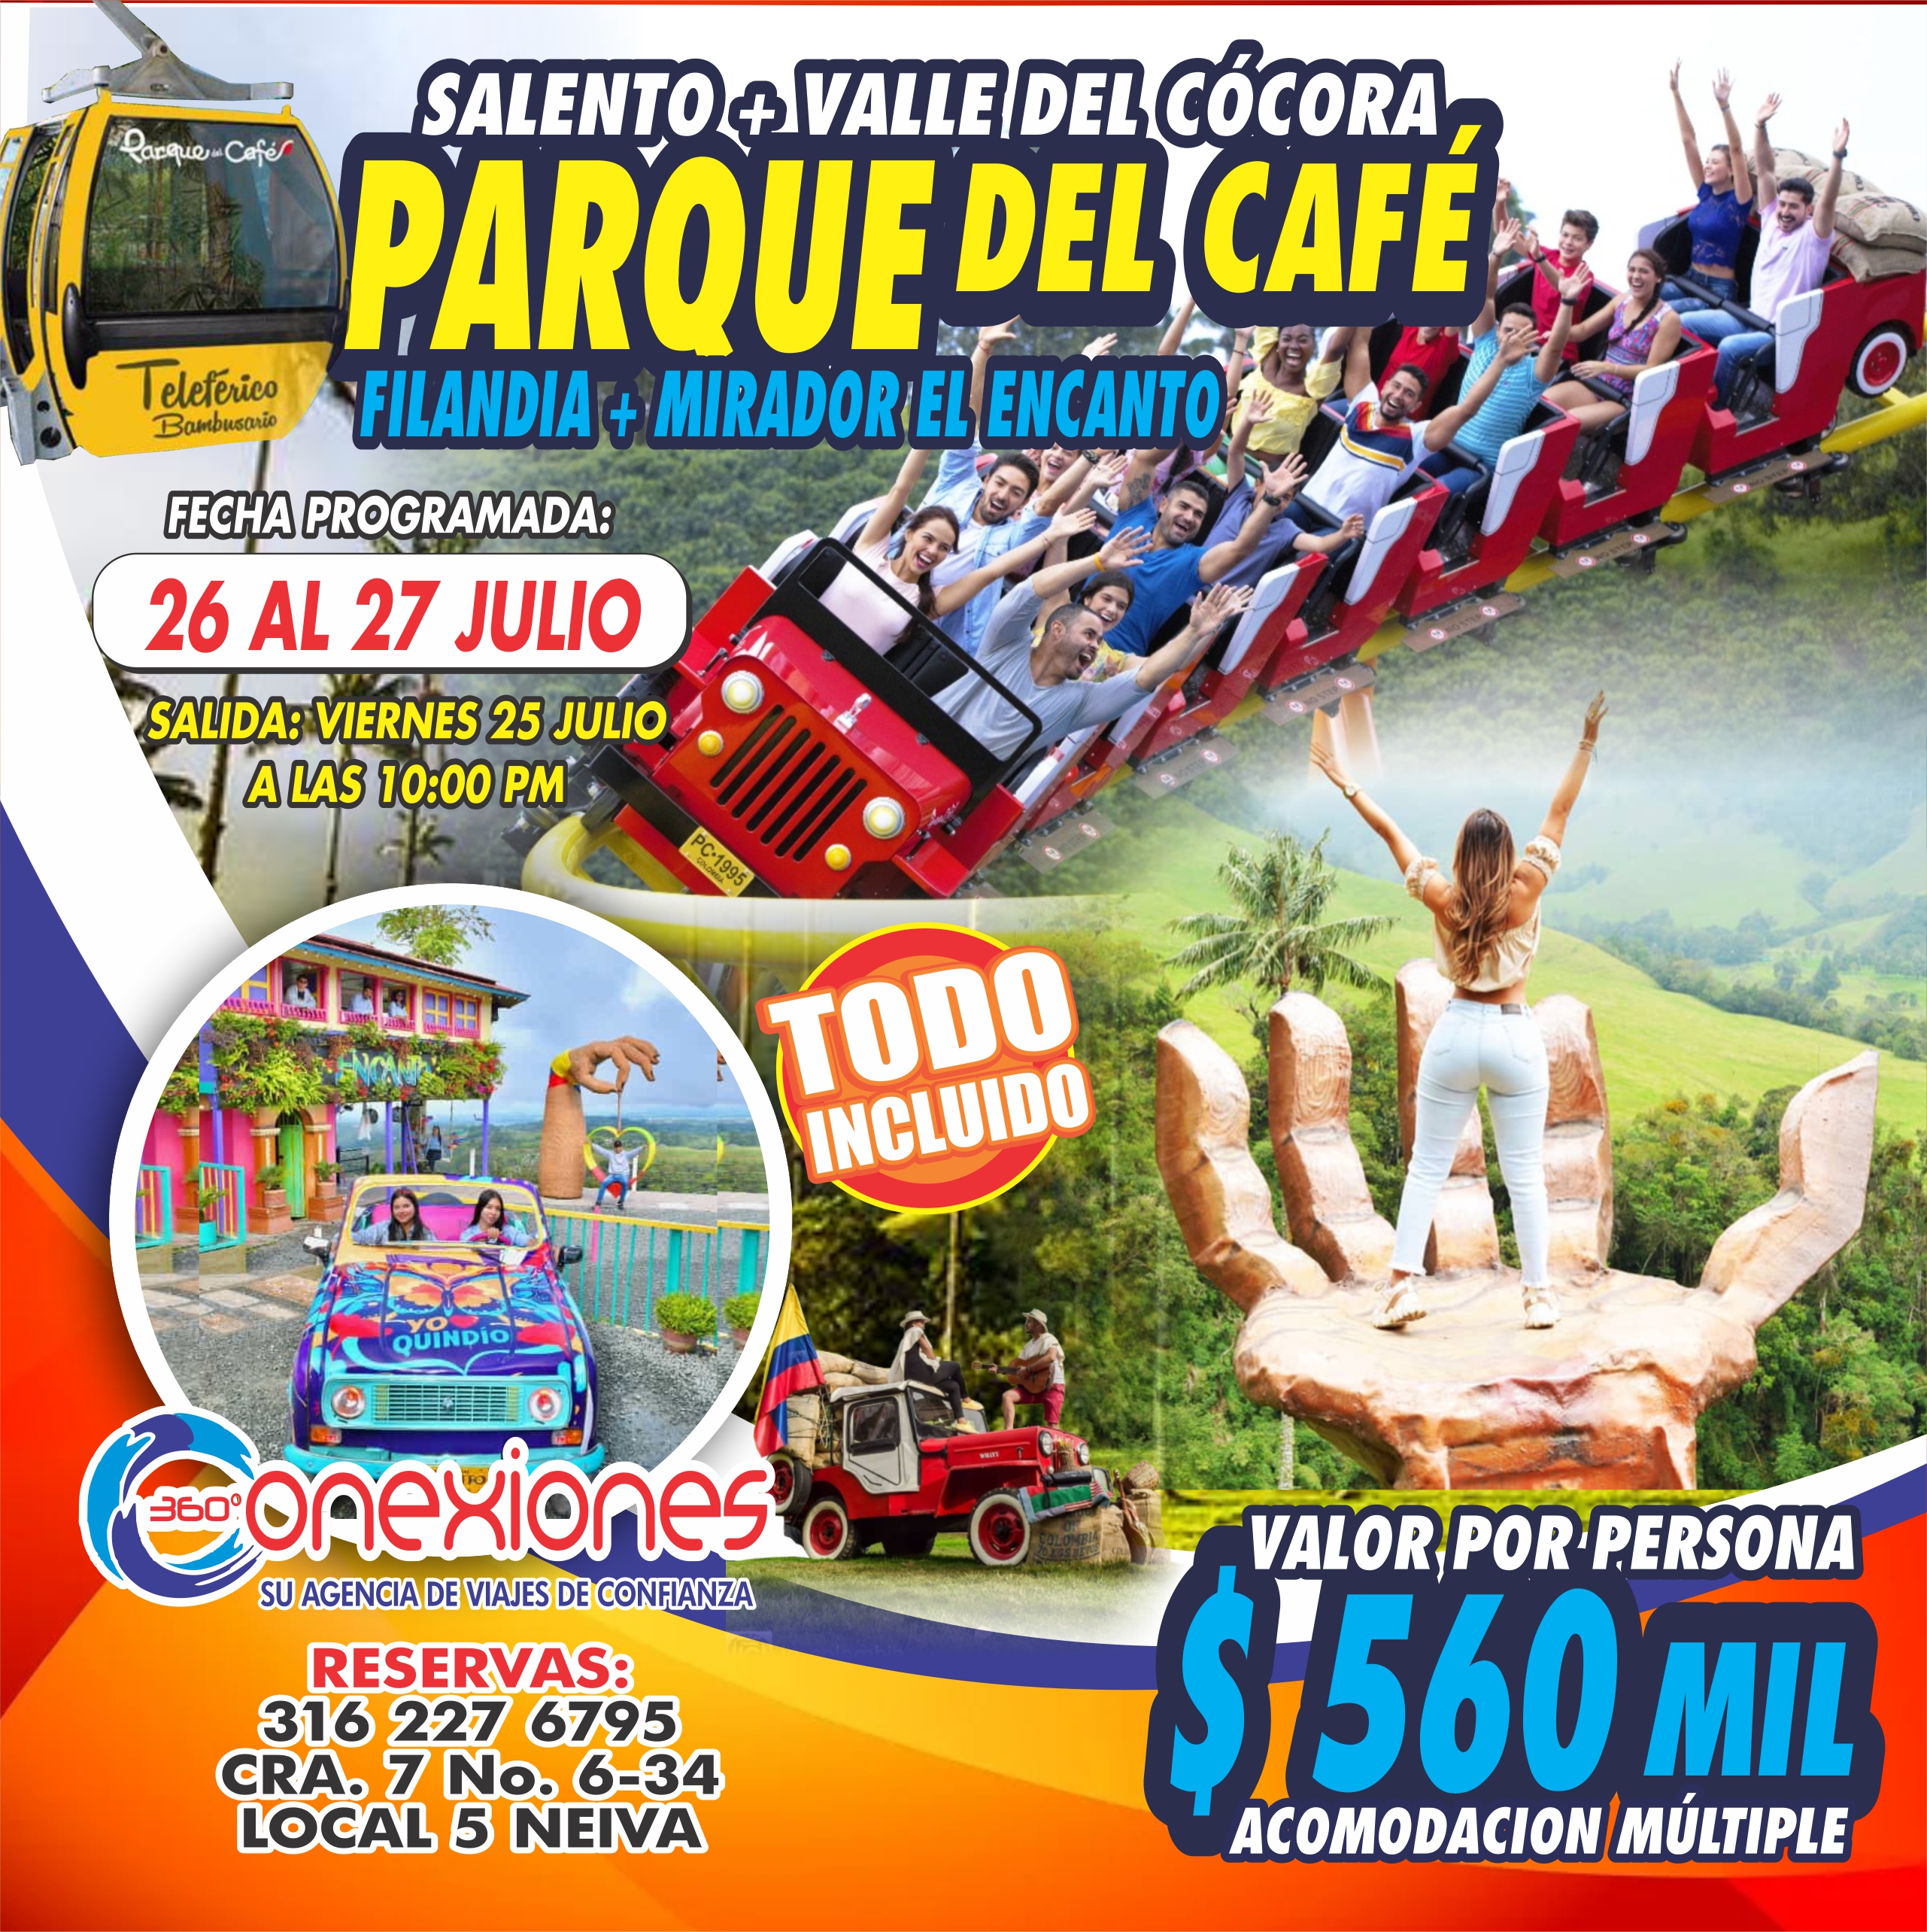 SALENTO + VALLE DEL CÓCORA
PARQUE DEL CAFÉ
FILANDIA + MIRADOR EL ENCANTO
Parque del Café
Teleférico
Bambusario
FECHA PROGRAMADA:
26 AL 27 JULIO
SALIDA: VIERNES 25 JULIO
A LAS 10:00 PM
PC·1995
COLOMBIA
TODO
INCLUIDO
ENCANTO
YO
QUINDÍO
WILLYS
COLOMBIA
360° Conexiones
SU AGENCIA DE VIAJES DE CONFIANZA
RESERVAS:
316 227 6795
CRA. 7 No. 6-34
LOCAL 5 NEIVA
VALOR POR PERSONA
$ 560 MIL
ACOMODACION MÚLTIPLE